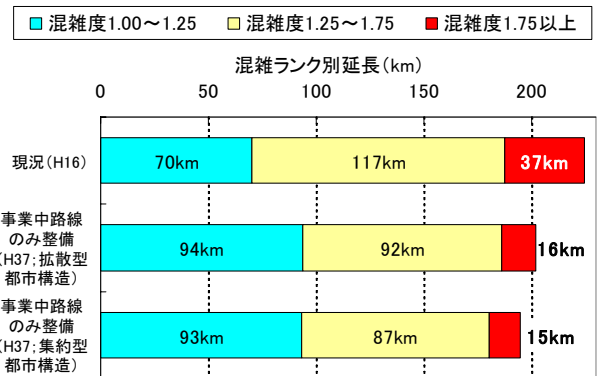 混雑度1.00～1.25 混雑度1.25～1.75 混雑度1.75以上
混雑ランク別延長(km)
0 50 100 150 200
現況(H16) 70km 117km 37km
事業中路線
のみ整備
(H37;拡散型
都市構造)
94km 92km 16km
事業中路線
のみ整備
(H37;集約型
都市構造)
93km 87km 15km